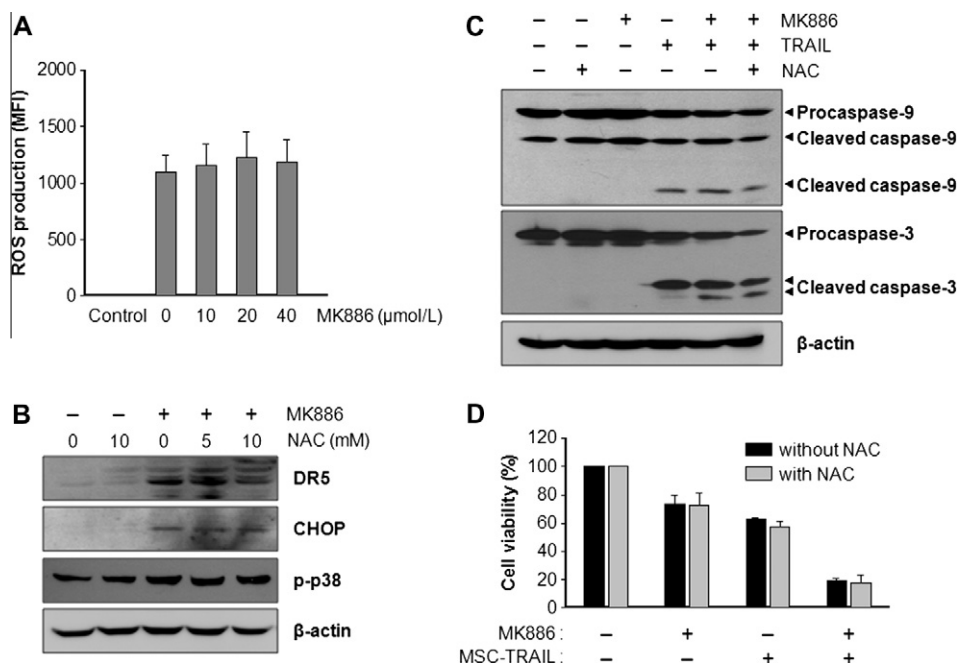 A
ROS production (MFI)
2000
1500
1000
500
0
Control 0 10 20 40 MK886 (µmol/L)
B
– – + + + MK886
0 10 0 5 10 NAC (mM)
DR5
CHOP
p-p38
β-actin
C
– – + – + + MK886
– – – + + + TRAIL
– + – – – + NAC
Procaspase-9
Cleaved caspase-9
Cleaved caspase-9
Procaspase-3
Cleaved caspase-3
β-actin
D
Cell viability (%)
120
100
80
60
40
20
0
without NAC
with NAC
MK886 : – + – +
MSC-TRAIL : – – + +